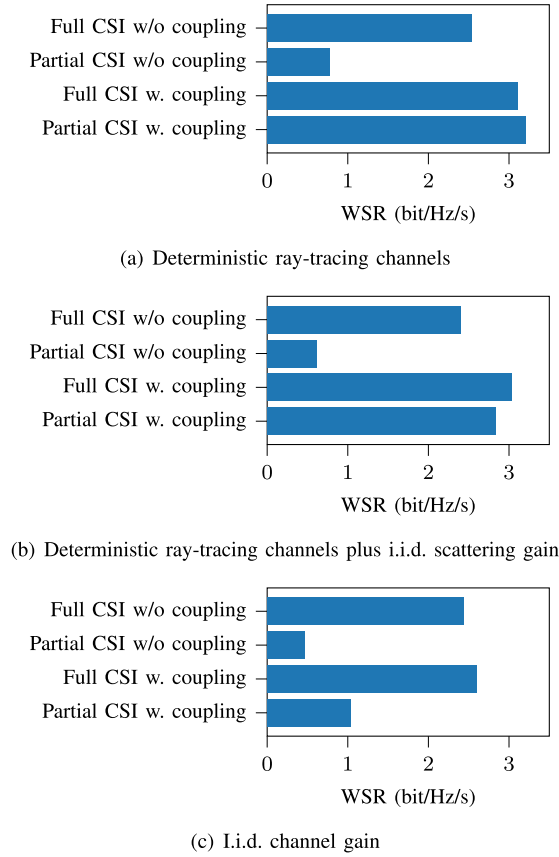 Full CSI w/o coupling
Partial CSI w/o coupling
Full CSI w. coupling
Partial CSI w. coupling
0 1 2 3
WSR (bit/Hz/s)
(a) Deterministic ray-tracing channels
Full CSI w/o coupling
Partial CSI w/o coupling
Full CSI w. coupling
Partial CSI w. coupling
0 1 2 3
WSR (bit/Hz/s)
(b) Deterministic ray-tracing channels plus i.i.d. scattering gain
Full CSI w/o coupling
Partial CSI w/o coupling
Full CSI w. coupling
Partial CSI w. coupling
0 1 2 3
WSR (bit/Hz/s)
(c) I.i.d. channel gain